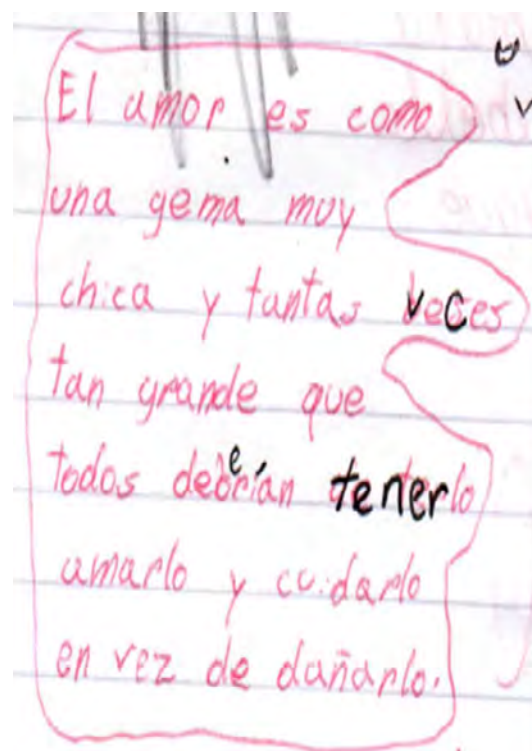 El amor es como
una gema muy
chica y tantas veces
tan grande que
todos deberían tenerlo
amarlo y cuidarlo
en vez de dañarlo.